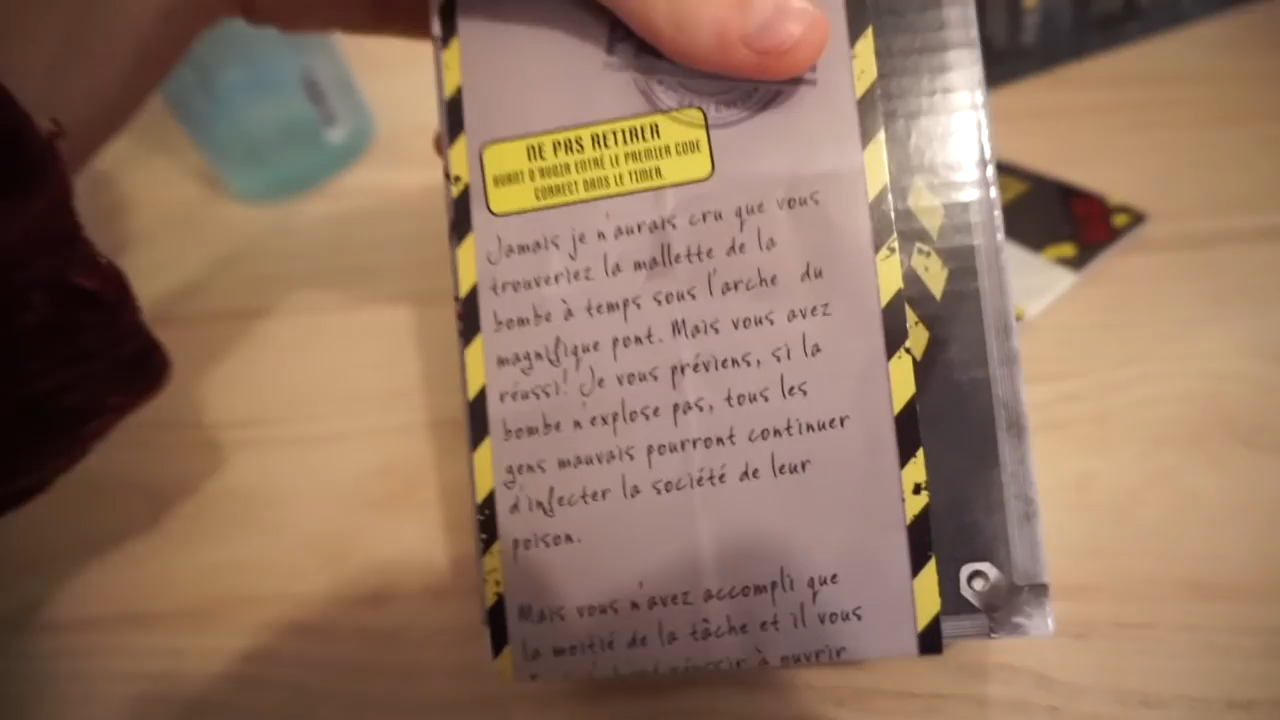 NE PAS RETIRER
AVANT D'AVOIR ENTRÉ LE PREMIER CODE
CORRECT DANS LE TIMER.
Jamais je n'aurais cru que vous
trouveriez la mallette de la
bombe à temps sous l'arche du
magnifique pont. Mais vous avez
réussi! Je vous préviens, si la
bombe n'explose pas, tous les
gens mauvais pourront continuer
d'infecter la société de leur
poison.
Mais vous n'avez accompli que
la moitié de la tâche et il vous
réussir à ouvrir